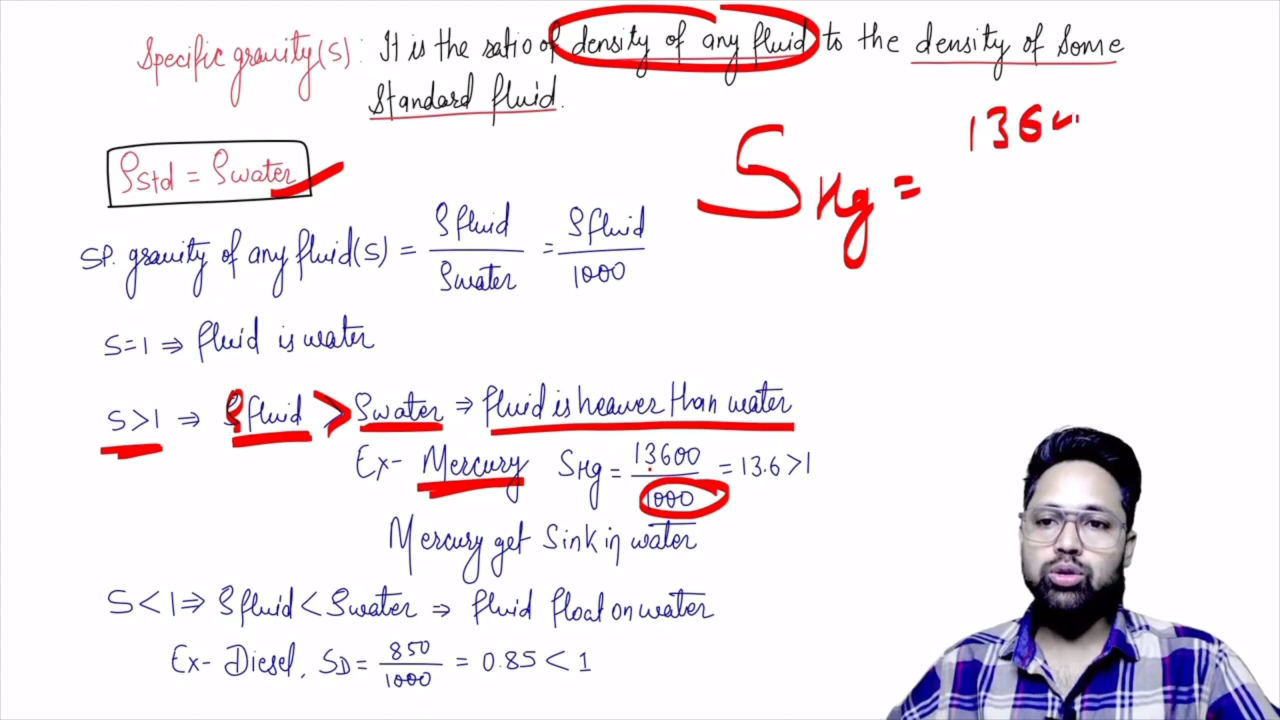 Specific gravity(S): It is the ratio of density of any fluid to the density of Some
Standard fluid.
ρstd = ρwater
SP. gravity of any fluid(S) = ρfluid/ρwater = ρfluid/1000
S=1 ⇒ fluid is water
S>1 ⇒ ρfluid > ρwater ⇒ fluid is heavier than water
Ex- Mercury SHg = 13600/1000 = 13.6 > 1
Mercury get Sink in water
S<1 ⇒ ρfluid < ρwater ⇒ fluid float on water
Ex- Diesel, SD = 850/1000 = 0.85 < 1
SHg =
136